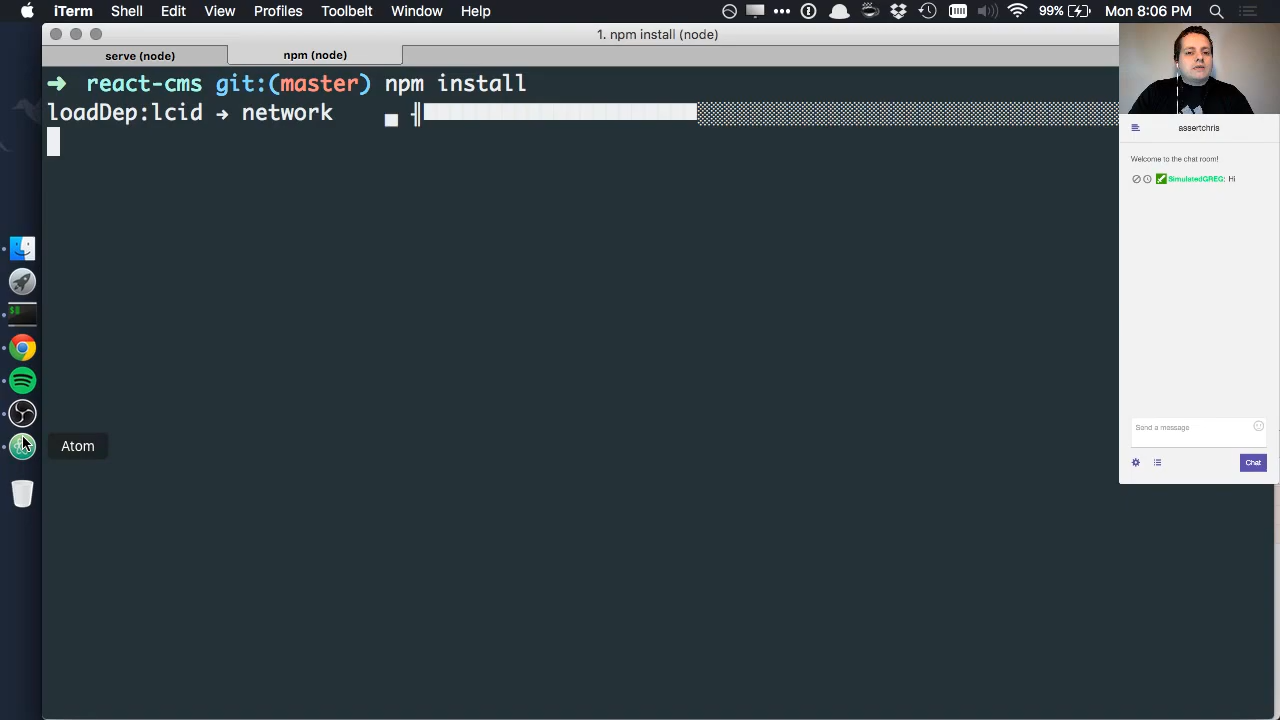 iTerm Shell Edit View Profiles Toolbelt Window Help
99% Mon 8:06 PM
1. npm install (node)
serve (node) npm (node)
➜ react-cms git:(master) npm install
loadDep:lcid → network
Atom
assertchris
Welcome to the chat room!
SimulatedGREG: Hi
Send a message
Chat